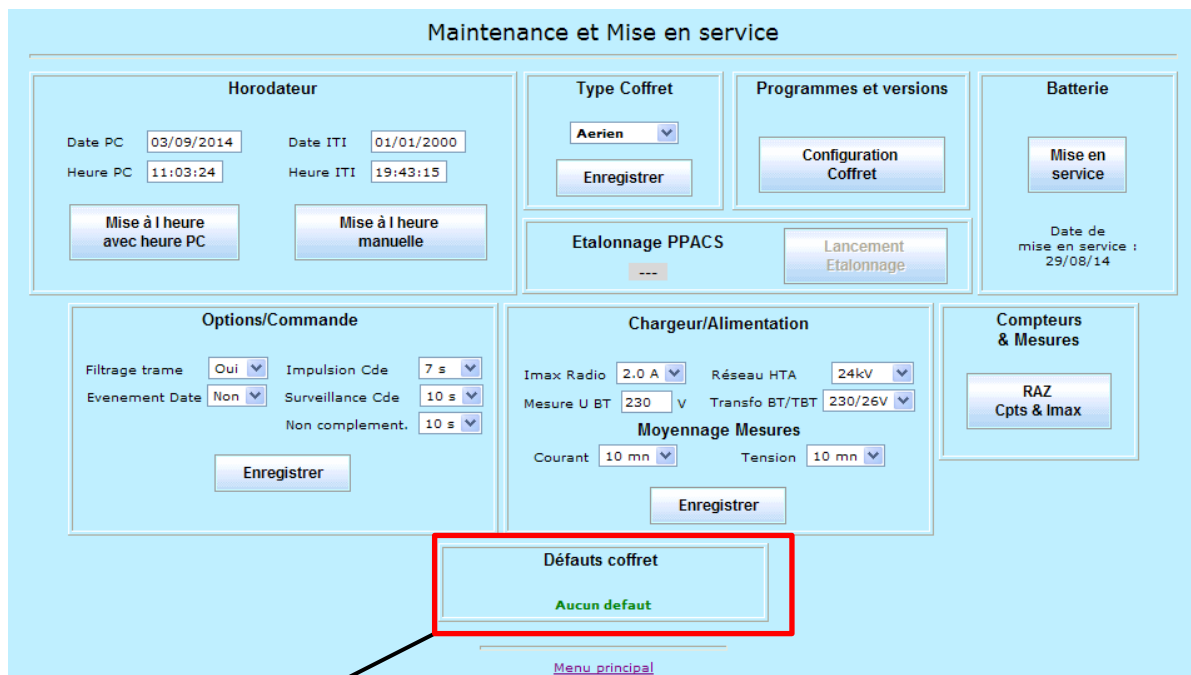 Maintenance et Mise en service
Horodateur
Date PC 03/09/2014 Date ITI 01/01/2000
Heure PC 11:03:24 Heure ITI 19:43:15
Mise à l heure
avec heure PC
Mise à l heure
manuelle
Type Coffret
Aerien
Enregistrer
Programmes et versions
Configuration
Coffret
Batterie
Mise en
service
Date de
mise en service :
29/08/14
Etalonnage PPACS
---
Lancement
Etalonnage
Options/Commande
Filtrage trame Oui Impulsion Cde 7 s
Evenement Date Non Surveillance Cde 10 s
Non complement. 10 s
Enregistrer
Chargeur/Alimentation
Imax Radio 2.0 A Réseau HTA 24kV
Mesure U BT 230 V Transfo BT/TBT 230/26V
Moyennage Mesures
Courant 10 mn Tension 10 mn
Enregistrer
Compteurs
& Mesures
RAZ
Cpts & Imax
Défauts coffret
Aucun defaut
Menu principal